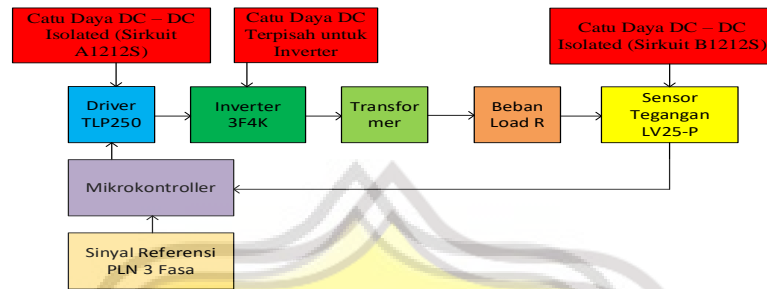 Catu Daya DC – DC
Isolated (Sirkuit
A1212S)
Catu Daya DC
Terpisah untuk
Inverter
Catu Daya DC – DC
Isolated (Sirkuit B1212S)
Driver
TLP250
Inverter
3F4K
Transfor
mer
Beban
Load R
Sensor
Tegangan
LV25-P
Mikrokontroller
Sinyal Referensi
PLN 3 Fasa